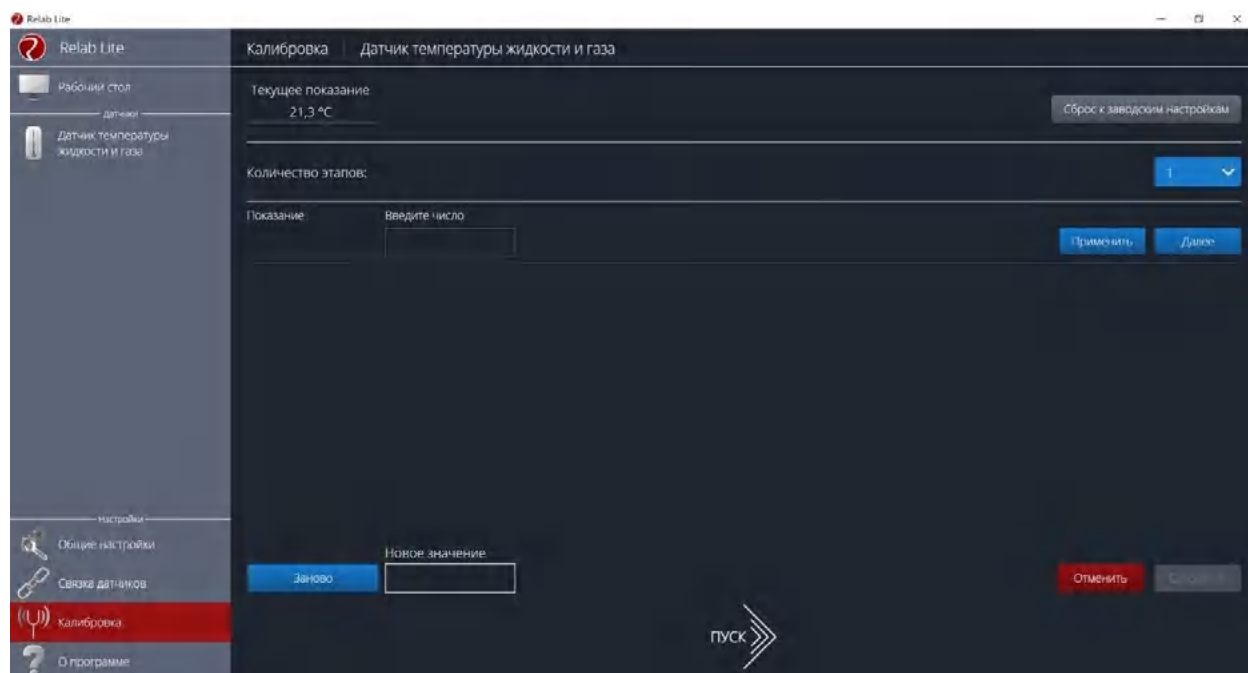 Relab Lite
Relab Lite
Калибровка
Датчик температуры жидкости и газа
Рабочий стол
Датчики
Датчик температуры
жидкости и газа
Текущее показание
21,3 °C
Сброс к заводским настройкам
Количество этапов:
1
Показание
Введите число
Применить
Далее
Настройки
Общие настройки
Связка датчиков
Калибровка
О программе
Новое значение
Заново
Отменить
ПУСК